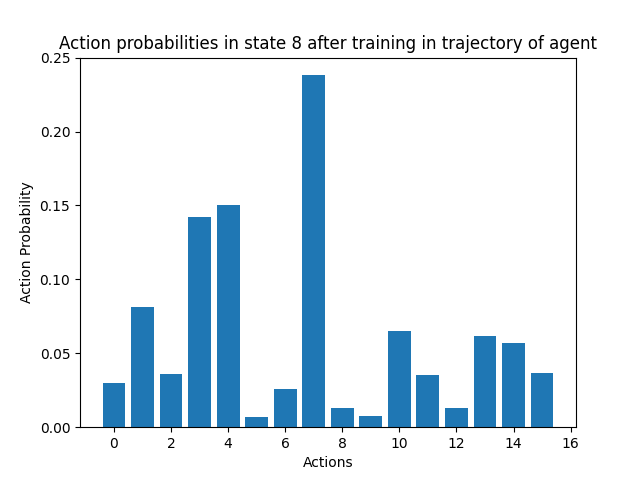 Action probabilities in state 8 after training in trajectory of agent
0.25
0.20
0.15
0.10
0.05
0.00
Action Probability
0 2 4 6 8 10 12 14 16
Actions